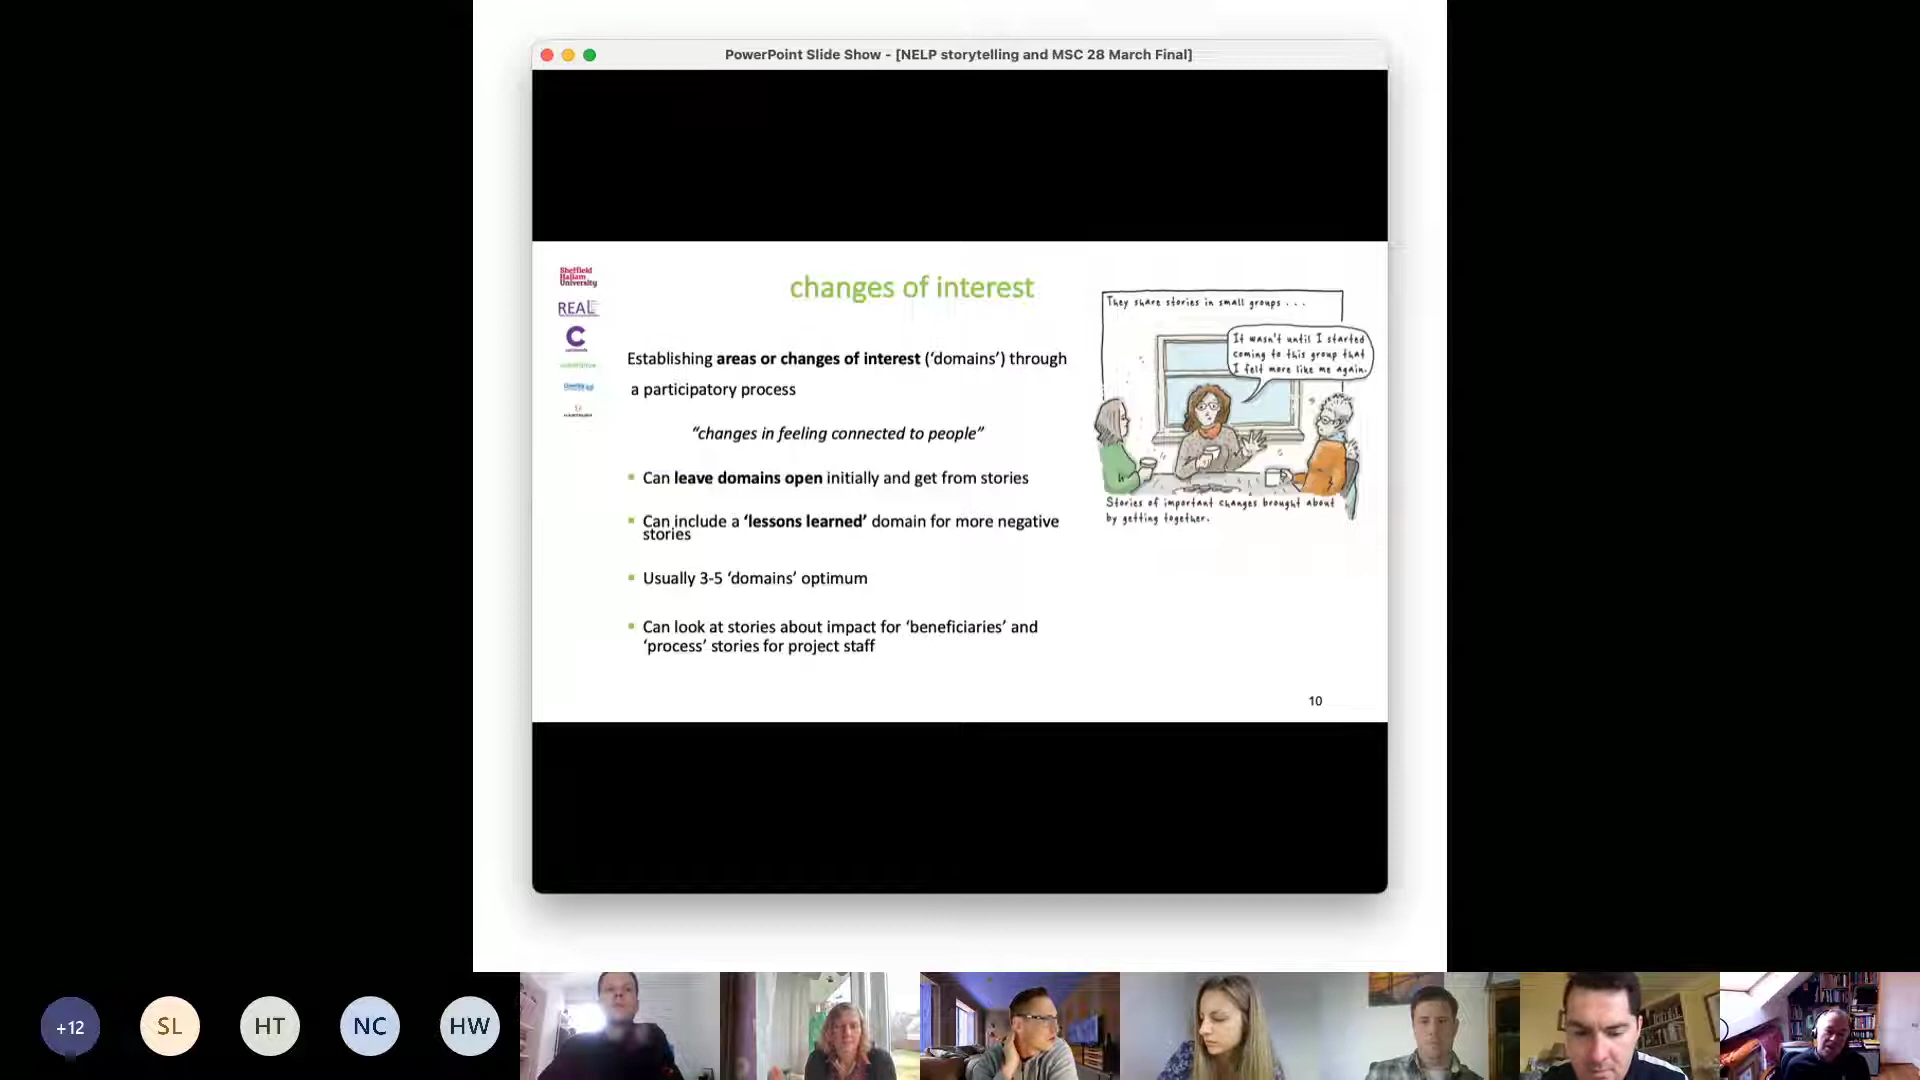 PowerPoint Slide Show - [NELP storytelling and MSC 28 March Final]
Sheffield
Hallam
University
REAL
C
changes of interest
Establishing areas or changes of interest (‘domains’) through
a participatory process
“changes in feeling connected to people”
Can leave domains open initially and get from stories
Can include a ‘lessons learned’ domain for more negative
stories
Usually 3-5 ‘domains’ optimum
Can look at stories about impact for ‘beneficiaries’ and
‘process’ stories for project staff
They share stories in small groups . . .
It wasn't until I started
coming to this group that
I felt more like me again.
Stories of important changes brought about
by getting together.
10
+12
SL
HT
NC
HW